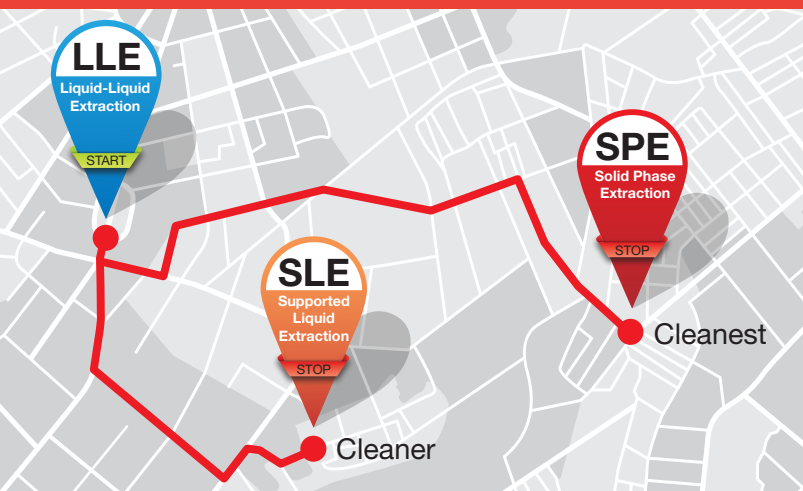 LLE
Liquid-Liquid
Extraction
START
SPE
Solid Phase
Extraction
STOP
Cleanest
SLE
Supported
Liquid
Extraction
STOP
Cleaner